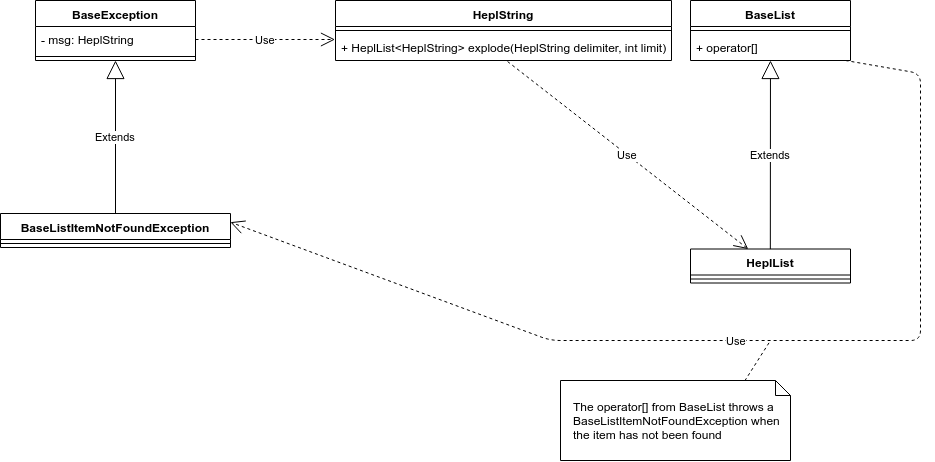 BaseException
- msg: HeplString
Use
HeplString
+ HeplList<HeplString> explode(HeplString delimiter, int limit)
BaseList
+ operator[]
Extends
Use
Extends
BaseListItemNotFoundException
HeplList
Use
The operator[] from BaseList throws a
BaseListItemNotFoundException when
the item has not been found